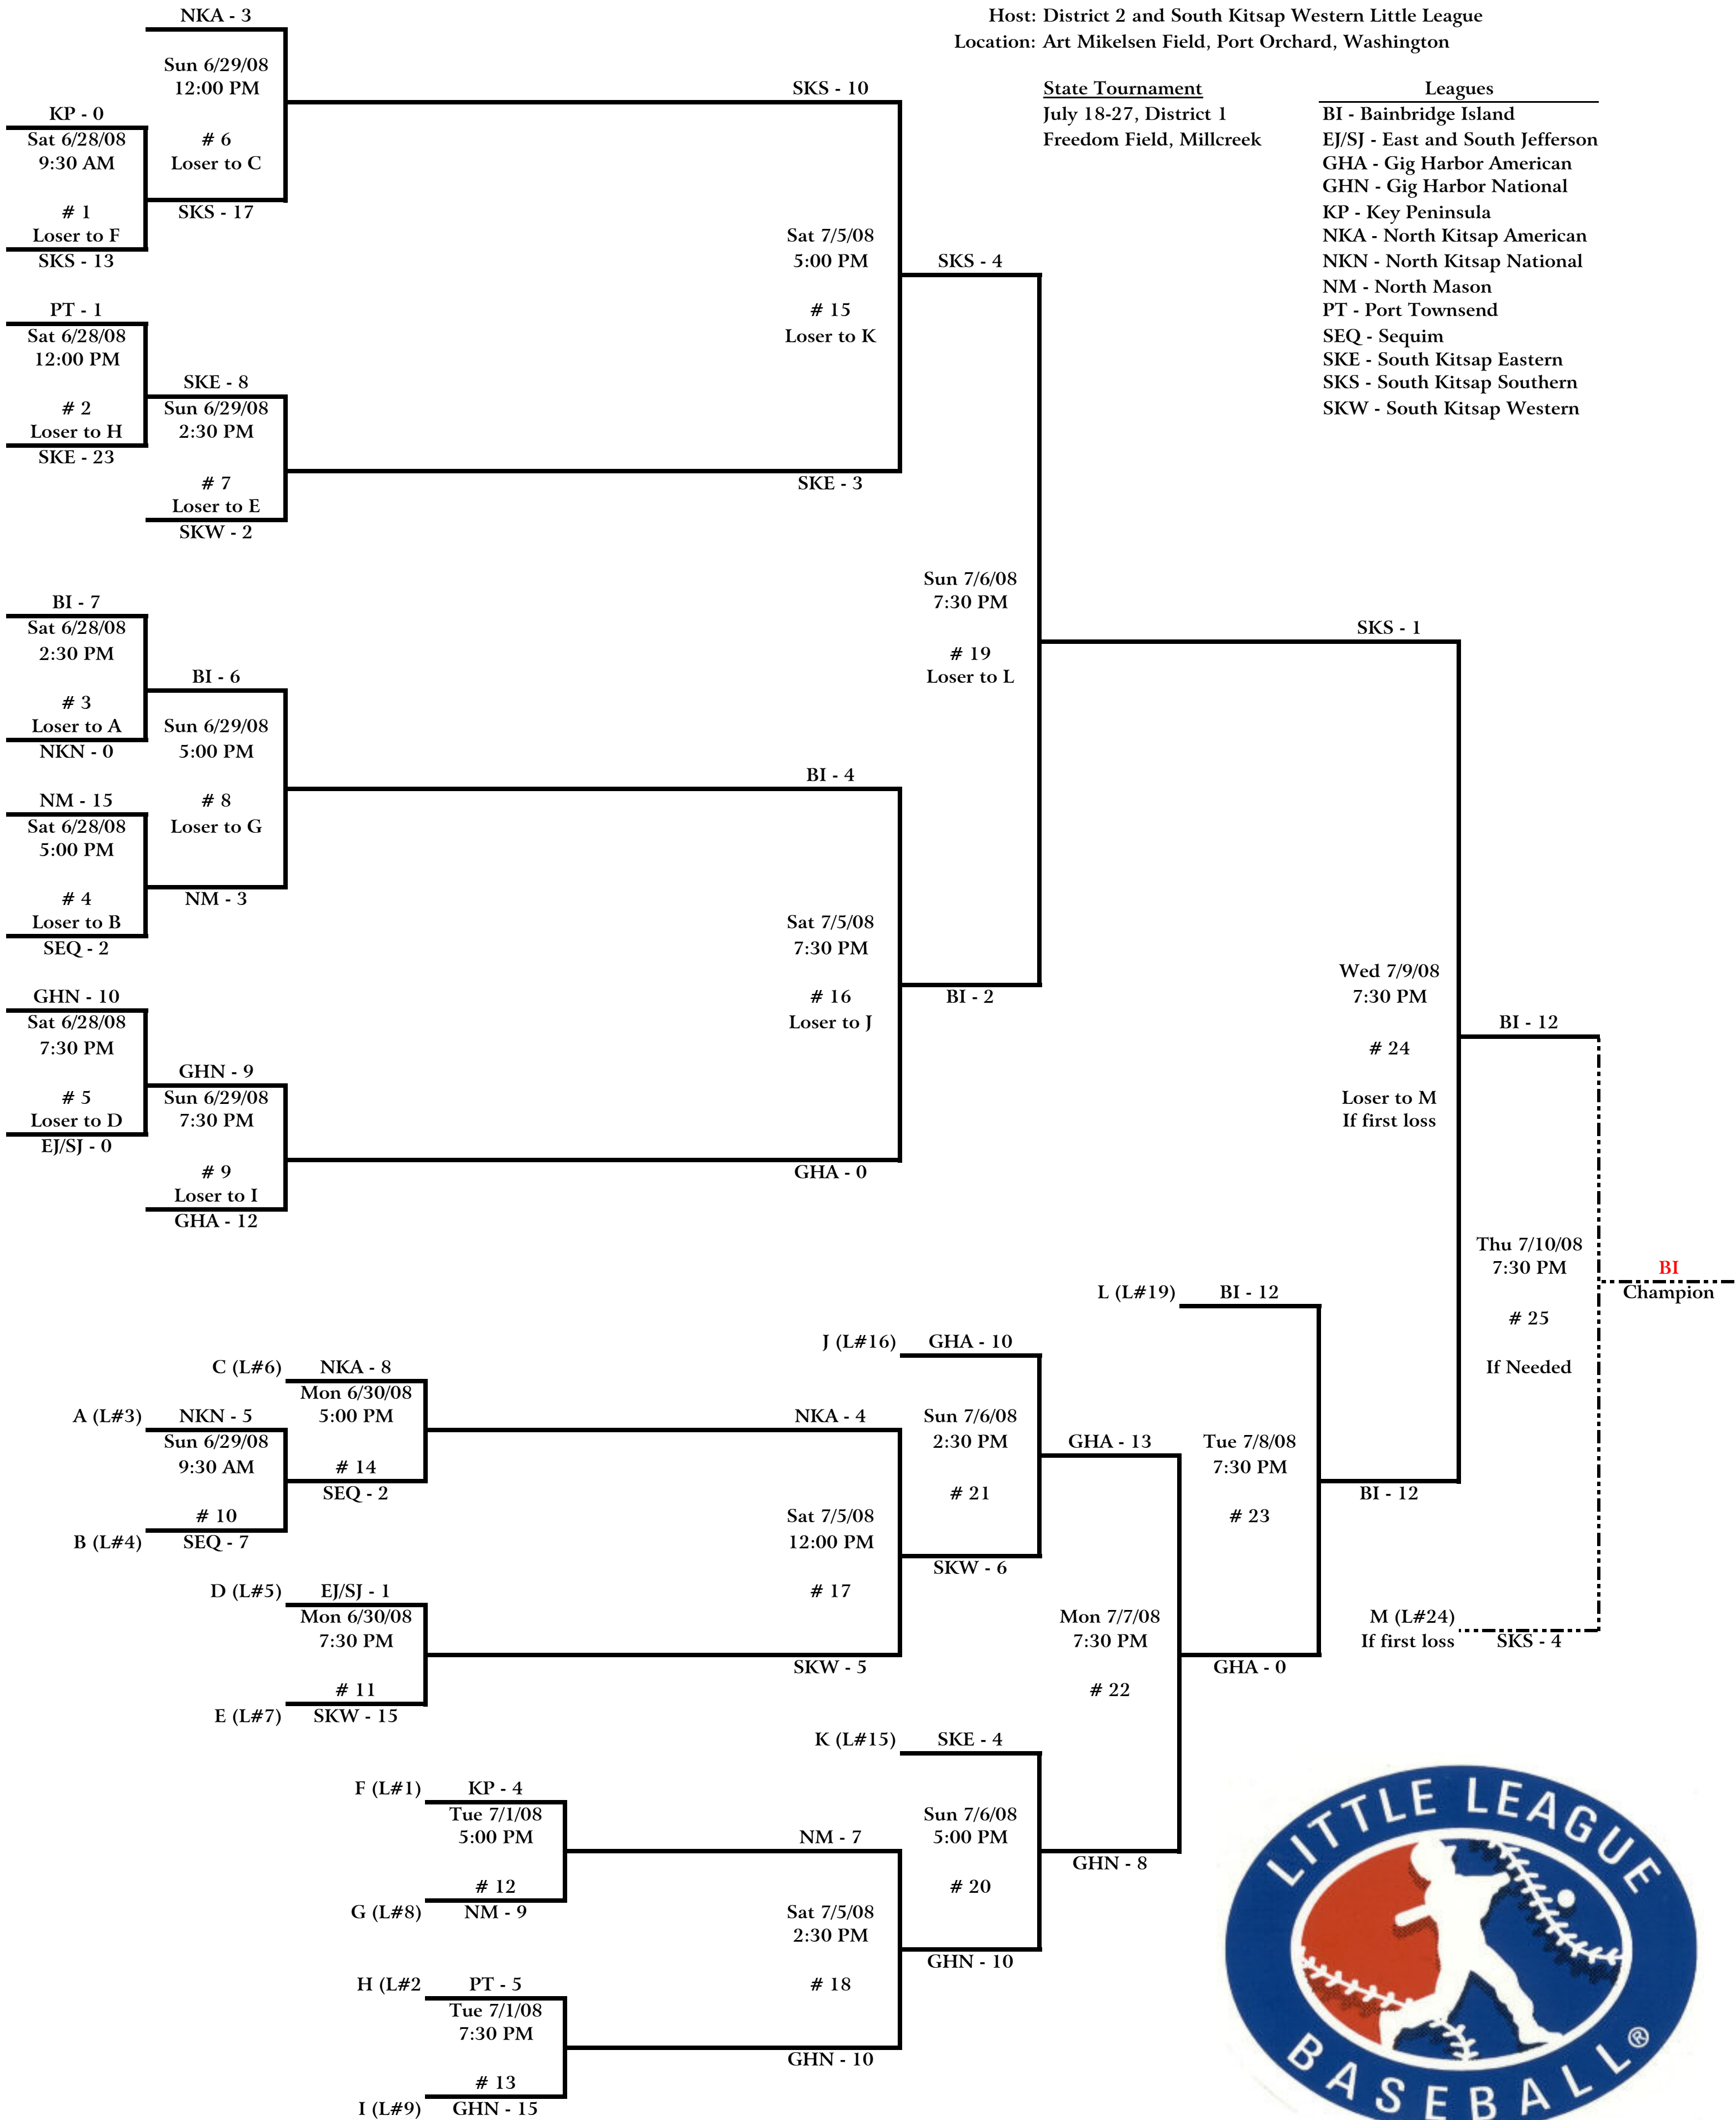 Host: District 2 and South Kitsap Western Little League
Location: Art Mikelsen Field, Port Orchard, Washington
State Tournament
July 18-27, District 1
Freedom Field, Millcreek
Leagues
BI - Bainbridge Island
EJ/SJ - East and South Jefferson
GHA - Gig Harbor American
GHN - Gig Harbor National
KP - Key Peninsula
NKA - North Kitsap American
NKN - North Kitsap National
NM - North Mason
PT - Port Townsend
SEQ - Sequim
SKE - South Kitsap Eastern
SKS - South Kitsap Southern
SKW - South Kitsap Western
KP - 0
Sat 6/28/08
9:30 AM
# 1
Loser to F
SKS - 13
PT - 1
Sat 6/28/08
12:00 PM
# 2
Loser to H
SKE - 23
BI - 7
Sat 6/28/08
2:30 PM
# 3
Loser to A
NKN - 0
NM - 15
Sat 6/28/08
5:00 PM
# 4
Loser to B
SEQ - 2
GHN - 10
Sat 6/28/08
7:30 PM
# 5
Loser to D
EJ/SJ - 0
NKA - 3
Sun 6/29/08
12:00 PM
# 6
Loser to C
SKS - 17
SKE - 8
Sun 6/29/08
2:30 PM
# 7
Loser to E
SKW - 2
BI - 6
Sun 6/29/08
5:00 PM
# 8
Loser to G
NM - 3
GHN - 9
Sun 6/29/08
7:30 PM
# 9
Loser to I
GHA - 12
SKS - 10
Sat 7/5/08
5:00 PM
# 15
Loser to K
SKE - 3
BI - 4
Sat 7/5/08
7:30 PM
# 16
Loser to J
GHA - 0
SKS - 4
Sun 7/6/08
7:30 PM
# 19
Loser to L
BI - 2
SKS - 1
Wed 7/9/08
7:30 PM
# 24
Loser to M
If first loss
BI - 12
BI - 12
Thu 7/10/08
7:30 PM
# 25
If Needed
M (L#24)
If first loss
SKS - 4
BI
Champion
A (L#3)
NKN - 5
Sun 6/29/08
9:30 AM
# 10
B (L#4)
SEQ - 7
C (L#6)
NKA - 8
Mon 6/30/08
5:00 PM
# 14
SEQ - 2
D (L#5)
EJ/SJ - 1
Mon 6/30/08
7:30 PM
# 11
E (L#7)
SKW - 15
F (L#1)
KP - 4
Tue 7/1/08
5:00 PM
# 12
G (L#8)
NM - 9
H (L#2
PT - 5
Tue 7/1/08
7:30 PM
# 13
I (L#9)
GHN - 15
NKA - 4
Sat 7/5/08
12:00 PM
# 17
SKW - 5
NM - 7
Sat 7/5/08
2:30 PM
# 18
GHN - 10
J (L#16)
GHA - 10
Sun 7/6/08
2:30 PM
# 21
SKW - 6
K (L#15)
SKE - 4
Sun 7/6/08
5:00 PM
# 20
GHN - 10
GHA - 13
Mon 7/7/08
7:30 PM
# 22
GHN - 8
L (L#19)
BI - 12
Tue 7/8/08
7:30 PM
# 23
GHA - 0
LITTLE LEAGUE
BASEBALL®